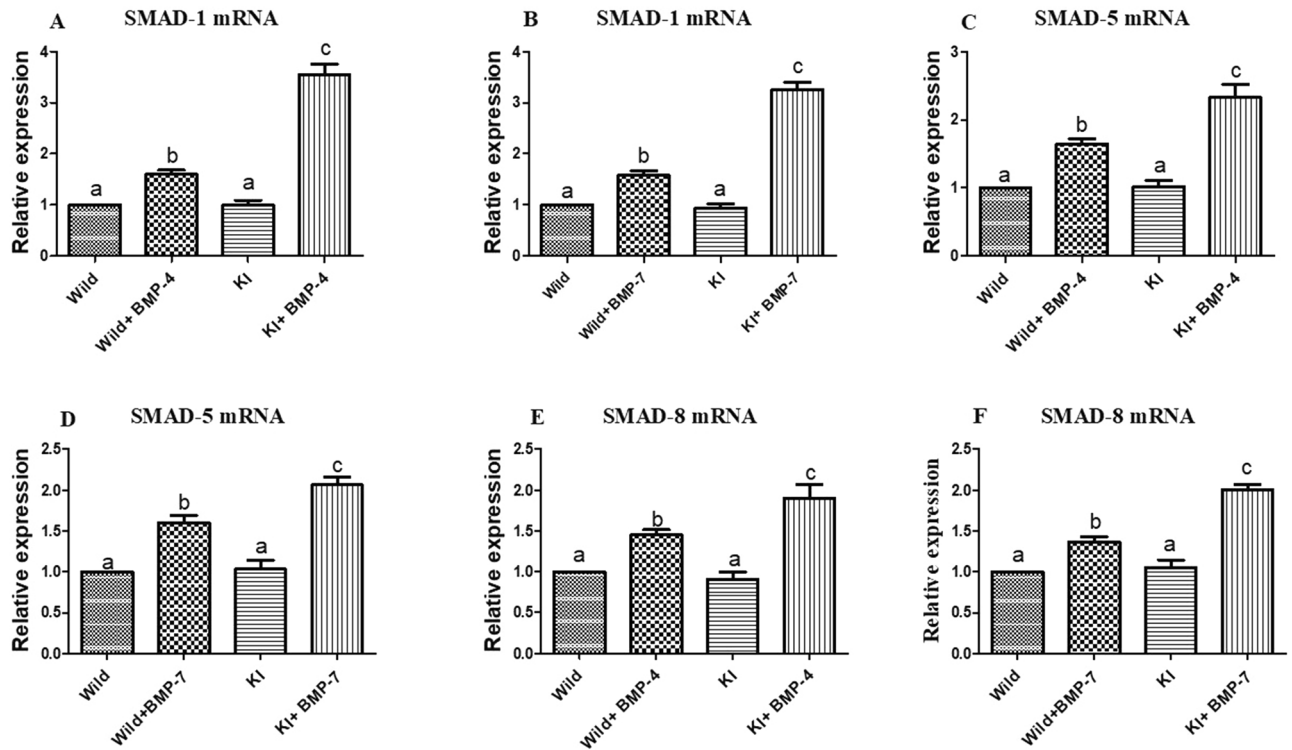 A SMAD-1 mRNA
Relative expression
4
3
2
1
0
a
b
a
c
Wild
Wild+ BMP-4
KI
KI+ BMP-4
B SMAD-1 mRNA
Relative expression
4
3
2
1
0
a
b
a
c
Wild
Wild+BMP-7
KI
KI+ BMP-7
C SMAD-5 mRNA
Relative expression
3
2
1
0
a
b
a
c
Wild
Wild+ BMP-4
KI
KI+ BMP-4
D SMAD-5 mRNA
Relative expression
2.5
2.0
1.5
1.0
0.5
0.0
a
b
a
c
Wild
Wild+BMP-7
KI
KI+ BMP-7
E SMAD-8 mRNA
Relative expression
2.5
2.0
1.5
1.0
0.5
0.0
a
b
a
c
Wild
Wild+ BMP-4
KI
KI+ BMP-4
F SMAD-8 mRNA
Relative expression
2.5
2.0
1.5
1.0
0.5
0.0
a
b
a
c
Wild
Wild+BMP-7
KI
KI+ BMP-7